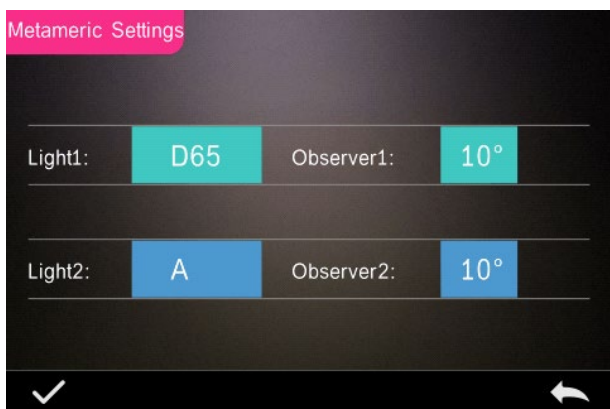 Metameric Settings
Light1: D65 Observer1: 10°
Light2: A Observer2: 10°